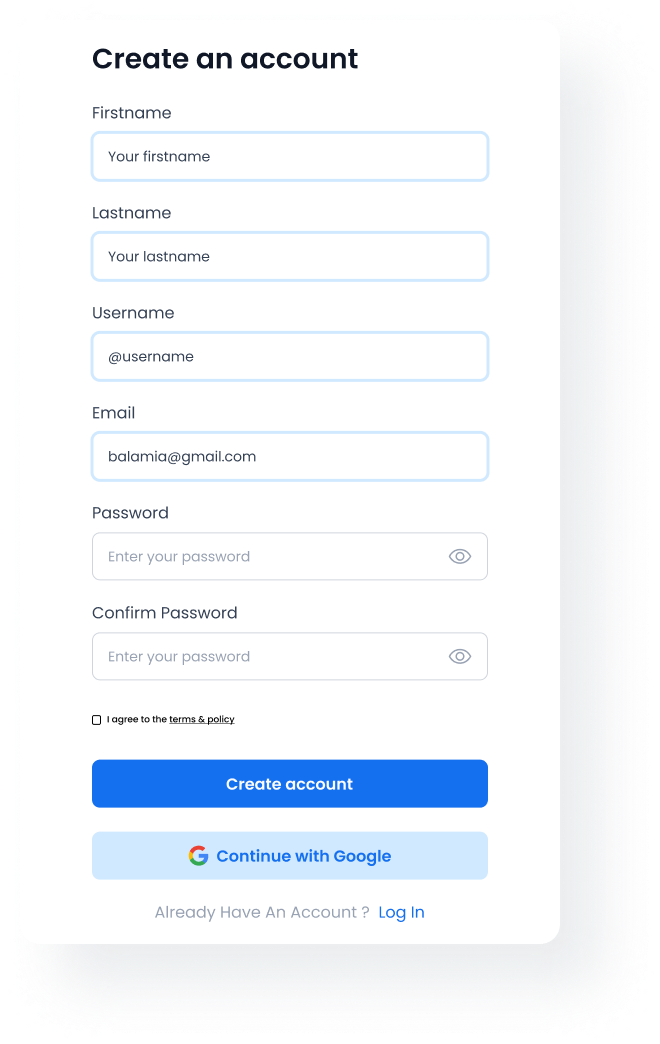 Create an account
Firstname
Your firstname
Lastname
Your lastname
Username
@username
Email
balamia@gmail.com
Password
Enter your password
Confirm Password
Enter your password
I agree to the terms & policy
Create account
Continue with Google
Already Have An Account ? Log In